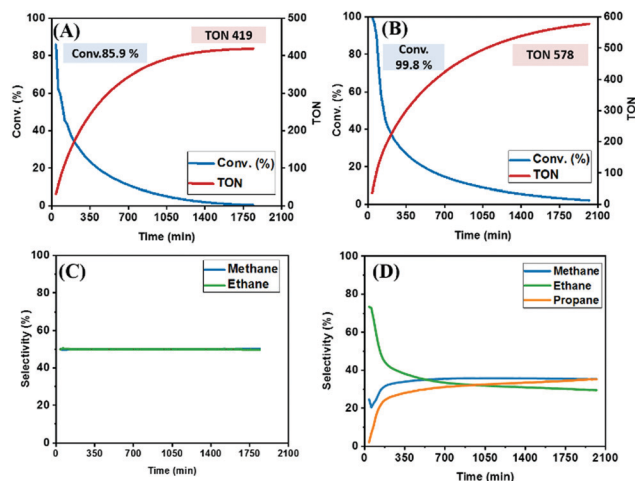 (A)
TON 419
Conv.85.9 %
Conv. (%)
TON
100
80
60
40
20
0
500
400
300
200
100
0
0 350 700 1050 1400 1750 2100
Conv. (%)
TON
Time (min)
(B)
Conv.
99.8 %
TON 578
Conv. (%)
TON
100
80
60
40
20
0
600
500
400
300
200
100
0
0 350 700 1050 1400 1750 2100
Conv. (%)
TON
Time (min)
(C)
Methane
Ethane
100
80
60
40
20
0
0 350 700 1050 1400 1750 2100
Selectivity (%)
Time (min)
(D)
Methane
Ethane
Propane
100
80
60
40
20
0
0 350 700 1050 1400 1750 2100
Selectivity (%)
Time (min)